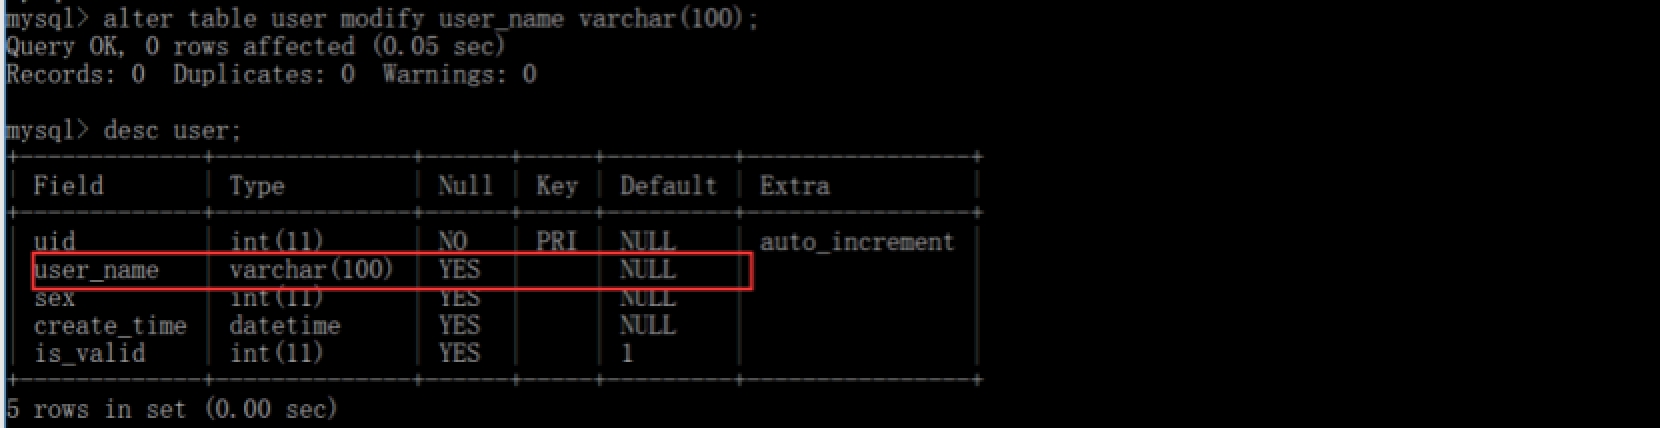 mysql> alter table user modify user_name varchar(100);
Query OK, 0 rows affected (0.05 sec)
Records: 0  Duplicates: 0  Warnings: 0
mysql> desc user;
+---------------+---------------+------+-----+---------+----------------+
| Field | Type | Null | Key | Default | Extra |
+---------------+---------------+------+-----+---------+----------------+
| uid | int(11) | NO | PRI | NULL | auto_increment |
| user_name | varchar(100) | YES | | NULL | |
| sex | int(11) | YES | | NULL | |
| create_time | datetime | YES | | NULL | |
| is_valid | int(11) | YES | | 1 | |
+---------------+---------------+------+-----+---------+----------------+
5 rows in set (0.00 sec)